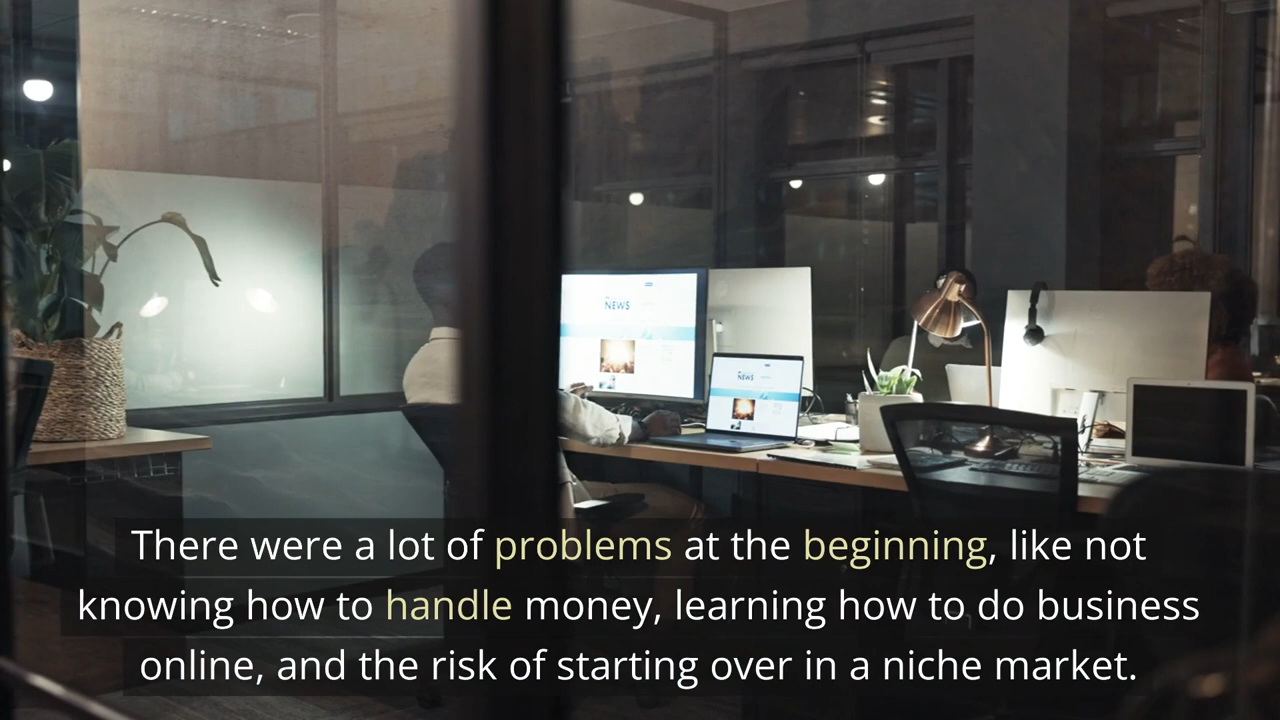 NEWS
NEWS
There were a lot of problems at the beginning, like not
knowing how to handle money, learning how to do business
online, and the risk of starting over in a niche market.